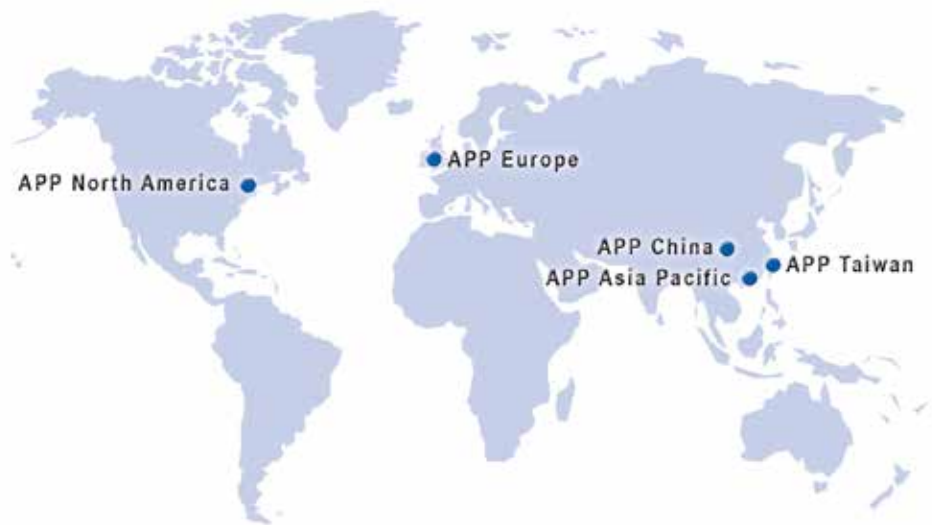 APP Europe
APP North America
APP China
APP Taiwan
APP Asia Pacific